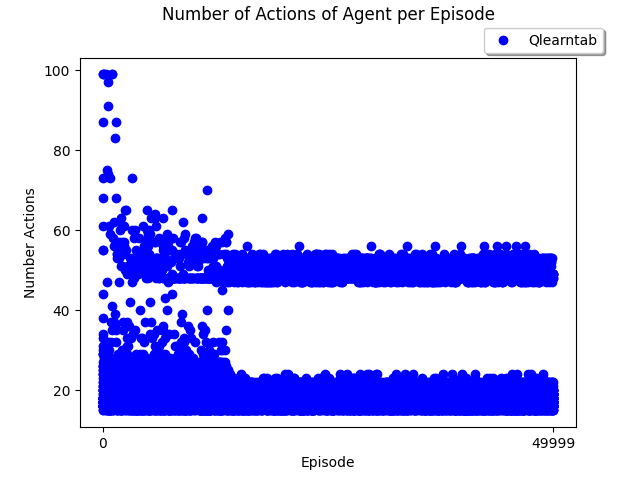 Number of Actions of Agent per Episode
Qlearntab
100
80
60
40
20
Number Actions
0
49999
Episode